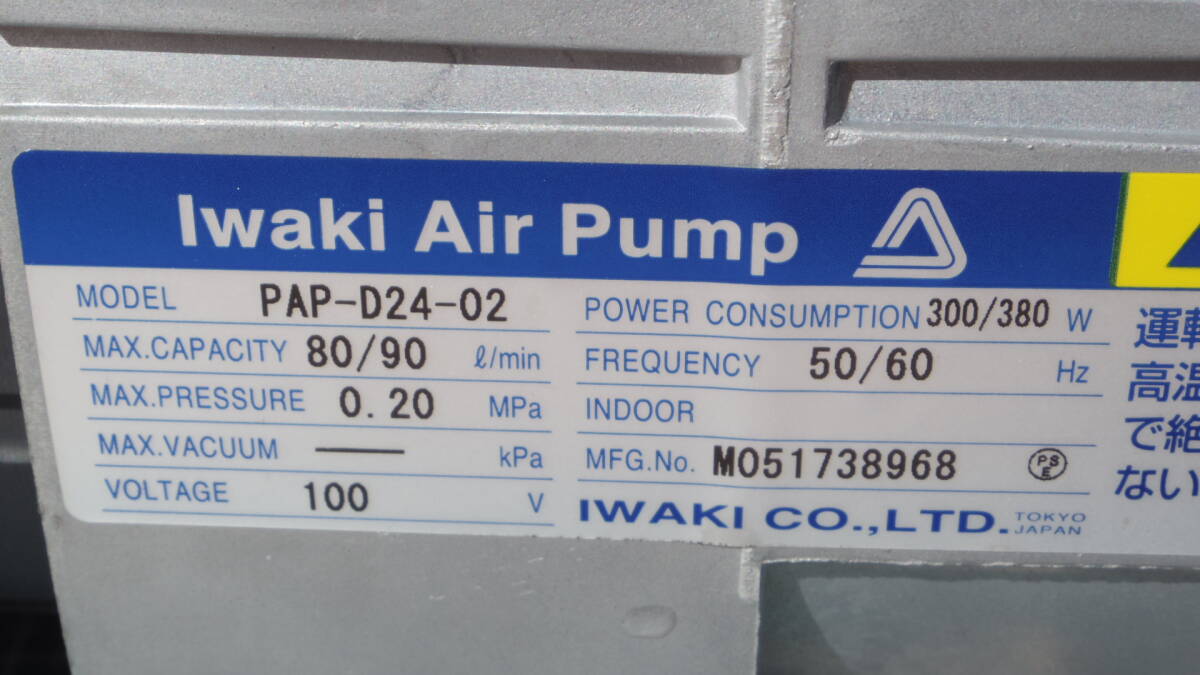 Iwaki Air Pump
MODEL PAP-D24-02
MAX.CAPACITY 80/90 ℓ/min
MAX.PRESSURE 0.20 MPa
MAX.VACUUM — kPa
VOLTAGE 100 V
POWER CONSUMPTION 300/380 W
FREQUENCY 50/60 Hz
INDOOR
MFG.No. M051738968 PSE
IWAKI CO.,LTD. TOKYO JAPAN
運転
高温
で絶
ない